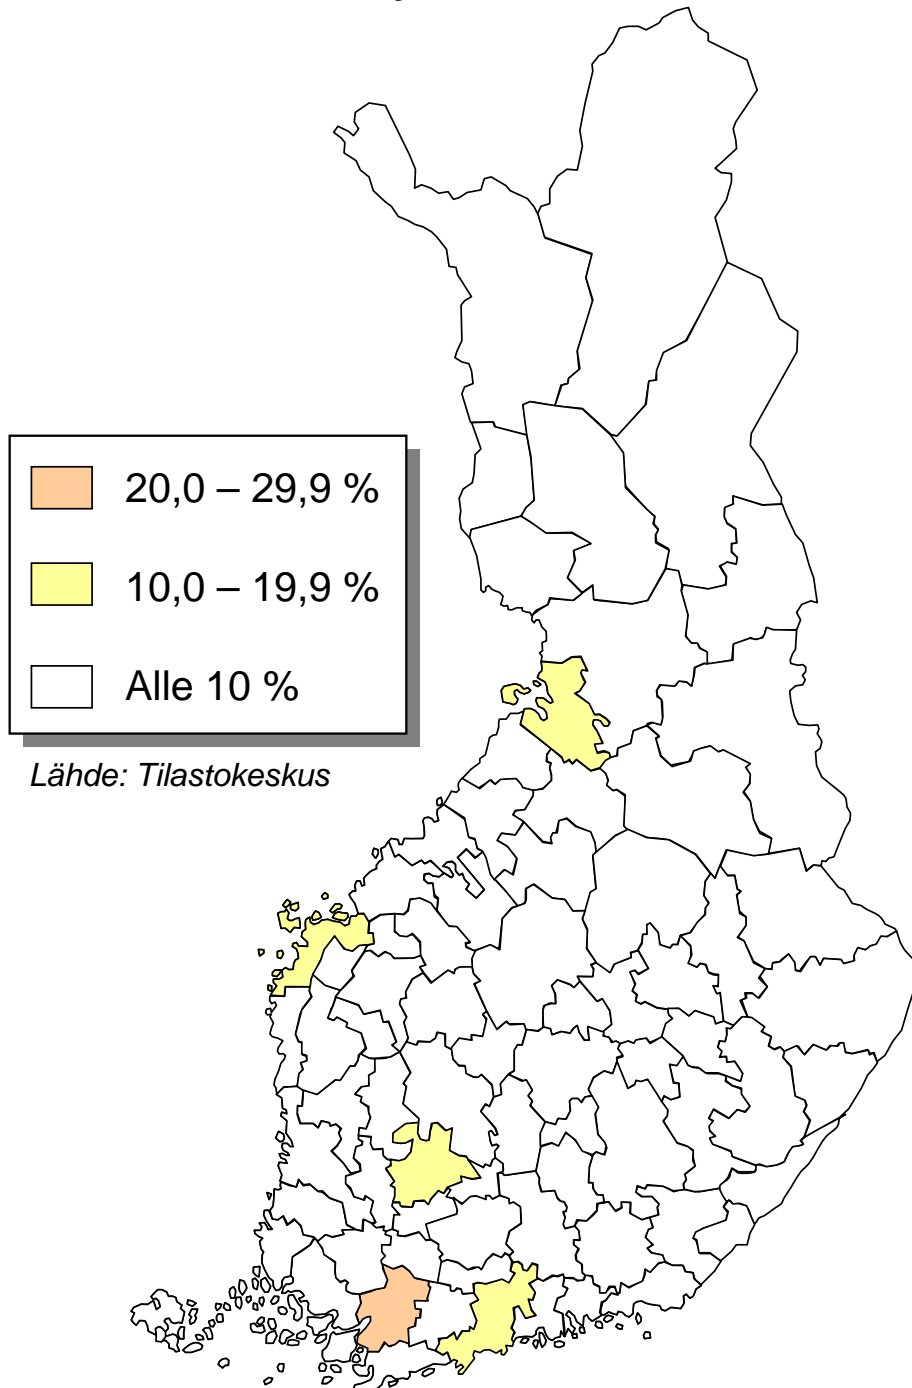 20,0 – 29,9 %
10,0 – 19,9 %
Alle 10 %
Lähde: Tilastokeskus